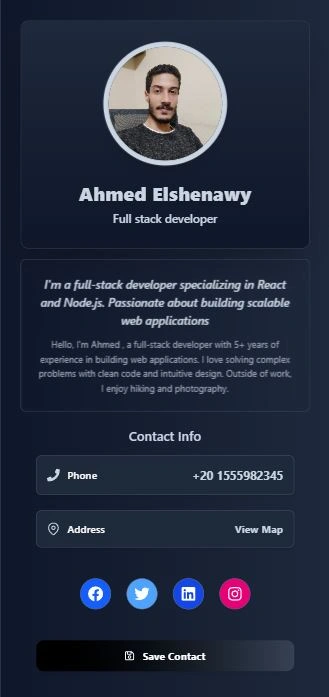 Ahmed Elshenawy
Full stack developer
I'm a full-stack developer specializing in React
and Node.js. Passionate about building scalable
web applications
Hello, I'm Ahmed , a full-stack developer with 5+ years of
experience in building web applications. I love solving complex
problems with clean code and intuitive design. Outside of work,
I enjoy hiking and photography.
Contact Info
Phone +20 1555982345
Address View Map
Save Contact